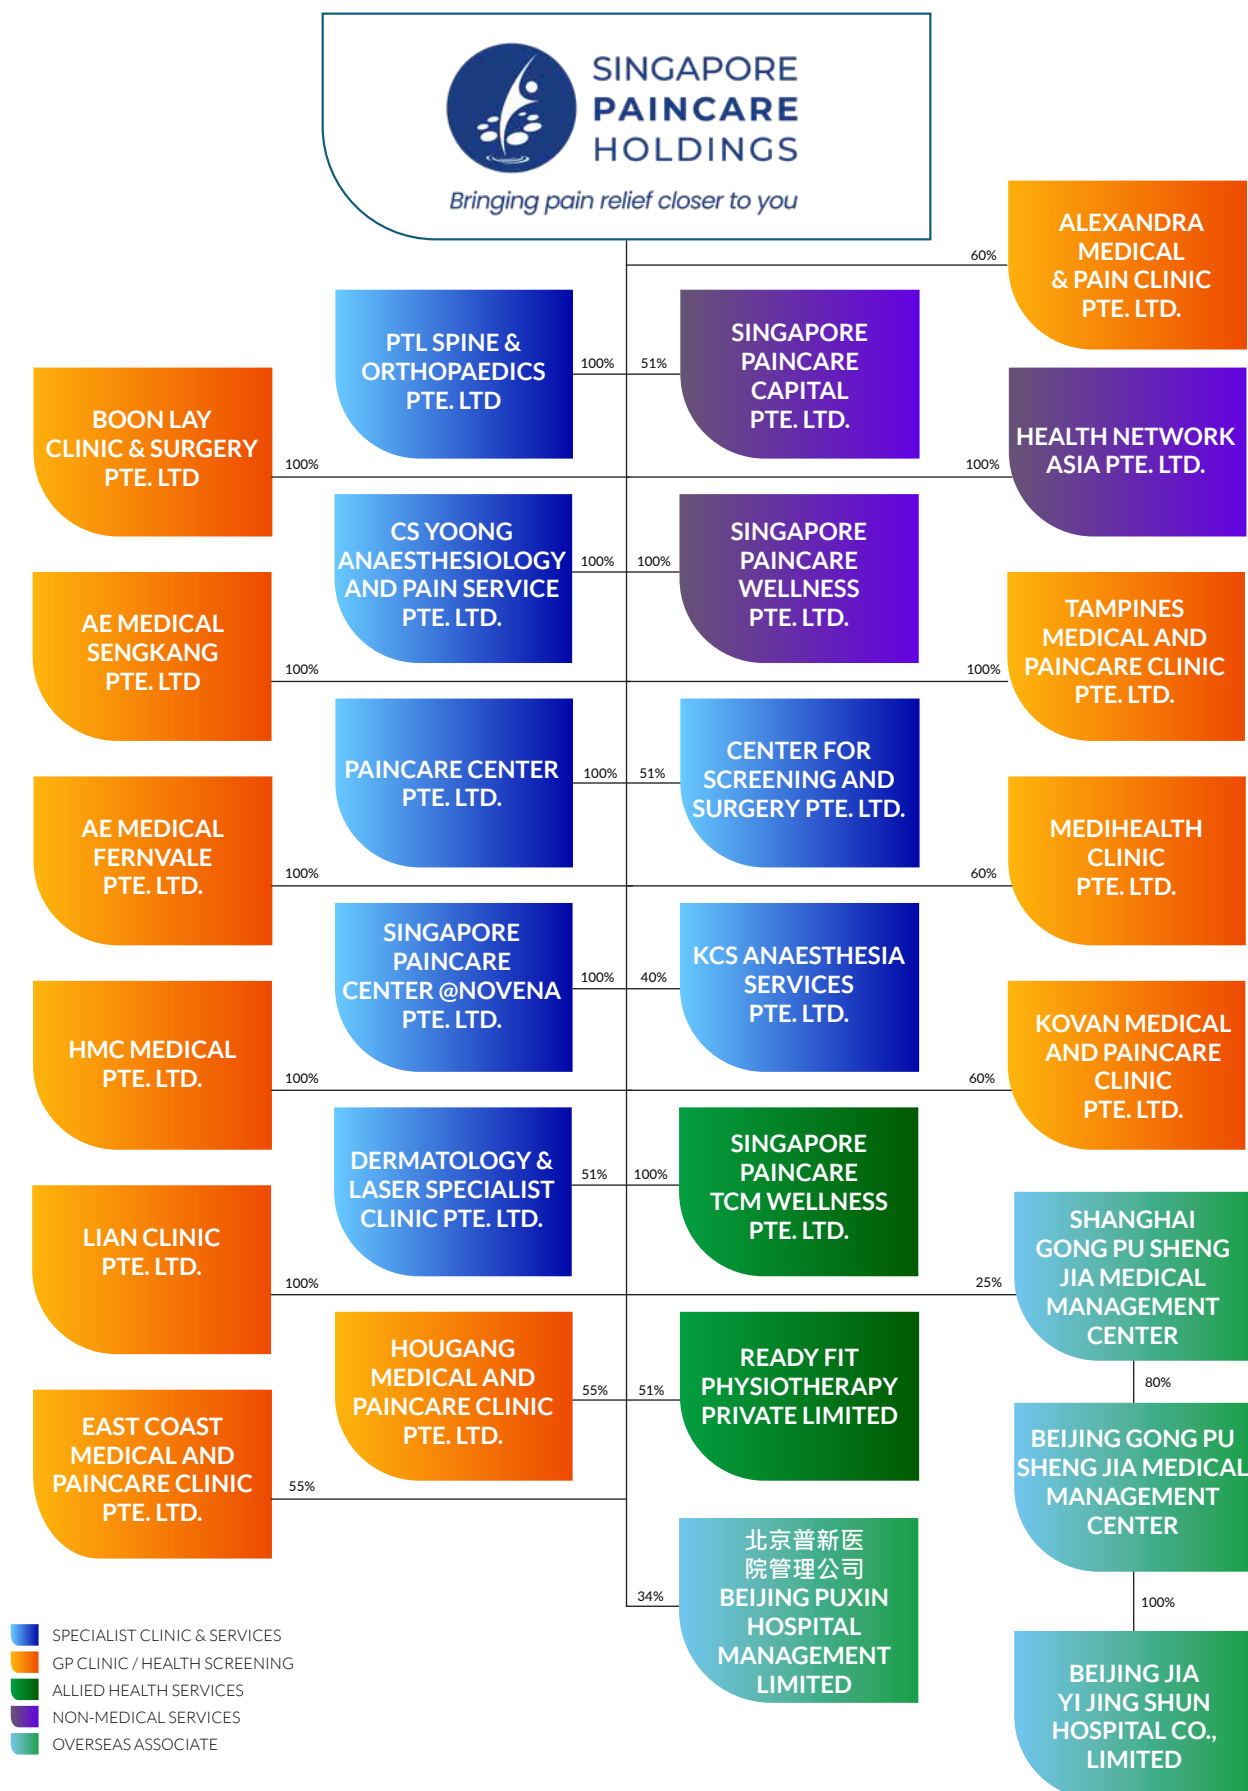 SINGAPORE
PAINCARE
HOLDINGS
Bringing pain relief closer to you
60%
ALEXANDRA
MEDICAL
& PAIN CLINIC
PTE. LTD.
PTL SPINE &
ORTHOPAEDICS
PTE. LTD
100%
51%
SINGAPORE
PAINCARE
CAPITAL
PTE. LTD.
BOON LAY
CLINIC & SURGERY
PTE. LTD
100%
100%
HEALTH NETWORK
ASIA PTE. LTD.
CS YOONG
ANAESTHESIOLOGY
AND PAIN SERVICE
PTE. LTD.
100%
100%
SINGAPORE
PAINCARE
WELLNESS
PTE. LTD.
AE MEDICAL
SENGKANG
PTE. LTD
100%
100%
TAMPINES
MEDICAL AND
PAINCARE CLINIC
PTE. LTD.
PAINCARE CENTER
PTE. LTD.
100%
51%
CENTER FOR
SCREENING AND
SURGERY PTE. LTD.
AE MEDICAL
FERNVALE
PTE. LTD.
100%
60%
MEDIHEALTH
CLINIC
PTE. LTD.
SINGAPORE
PAINCARE
CENTER @NOVENA
PTE. LTD.
100%
40%
KCS ANAESTHESIA
SERVICES
PTE. LTD.
HMC MEDICAL
PTE. LTD.
100%
60%
KOVAN MEDICAL
AND PAINCARE
CLINIC
PTE. LTD.
DERMATOLOGY &
LASER SPECIALIST
CLINIC PTE. LTD.
51%
100%
SINGAPORE
PAINCARE
TCM WELLNESS
PTE. LTD.
LIAN CLINIC
PTE. LTD.
100%
25%
SHANGHAI
GONG PU SHENG
JIA MEDICAL
MANAGEMENT
CENTER
HOUGANG
MEDICAL AND
PAINCARE CLINIC
PTE. LTD.
55%
51%
READY FIT
PHYSIOTHERAPY
PRIVATE LIMITED
80%
EAST COAST
MEDICAL AND
PAINCARE CLINIC
PTE. LTD.
55%
BEIJING GONG PU
SHENG JIA MEDICAL
MANAGEMENT
CENTER
34%
北京普新医
院管理公司
BEIJING PUXIN
HOSPITAL
MANAGEMENT
LIMITED
100%
BEIJING JIA
YI JING SHUN
HOSPITAL CO.,
LIMITED
SPECIALIST CLINIC & SERVICES
GP CLINIC / HEALTH SCREENING
ALLIED HEALTH SERVICES
NON-MEDICAL SERVICES
OVERSEAS ASSOCIATE